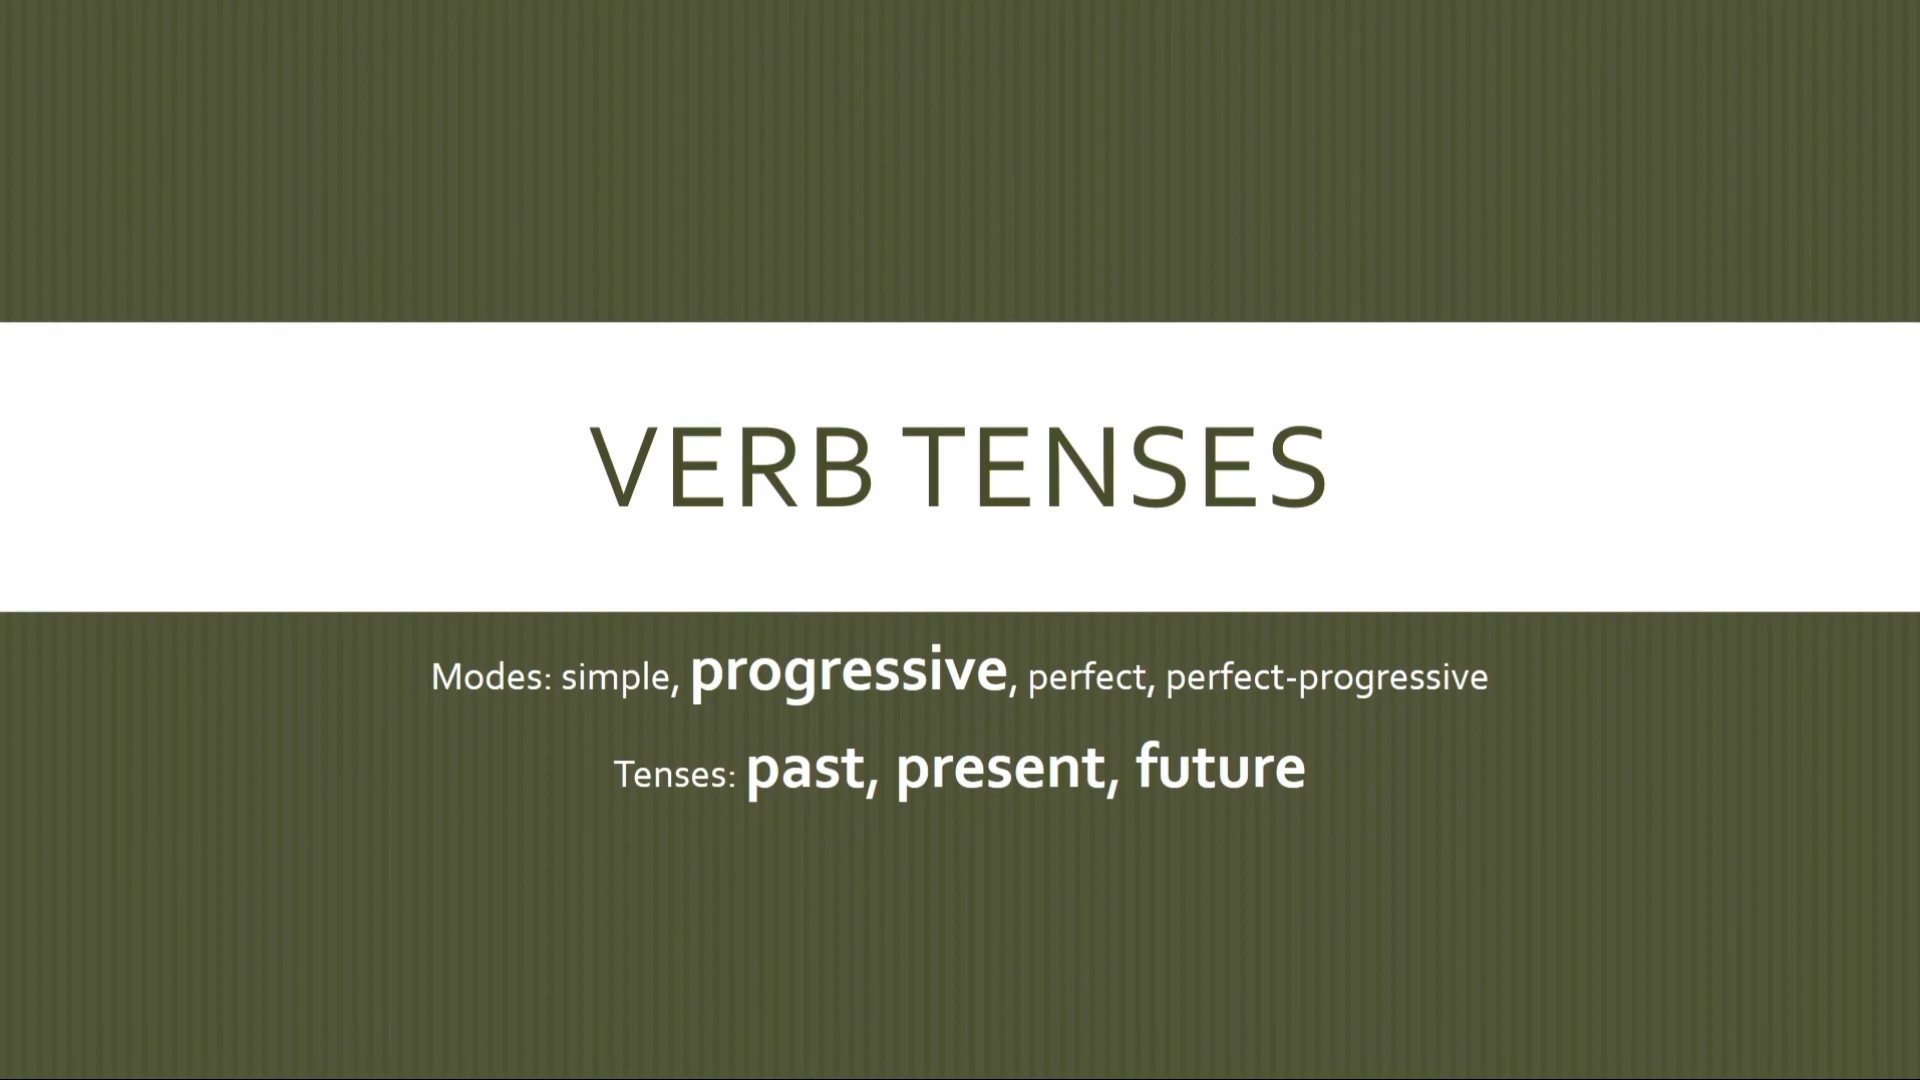 VERB TENSES
Modes: simple, progressive, perfect, perfect-progressive
Tenses: past, present, future